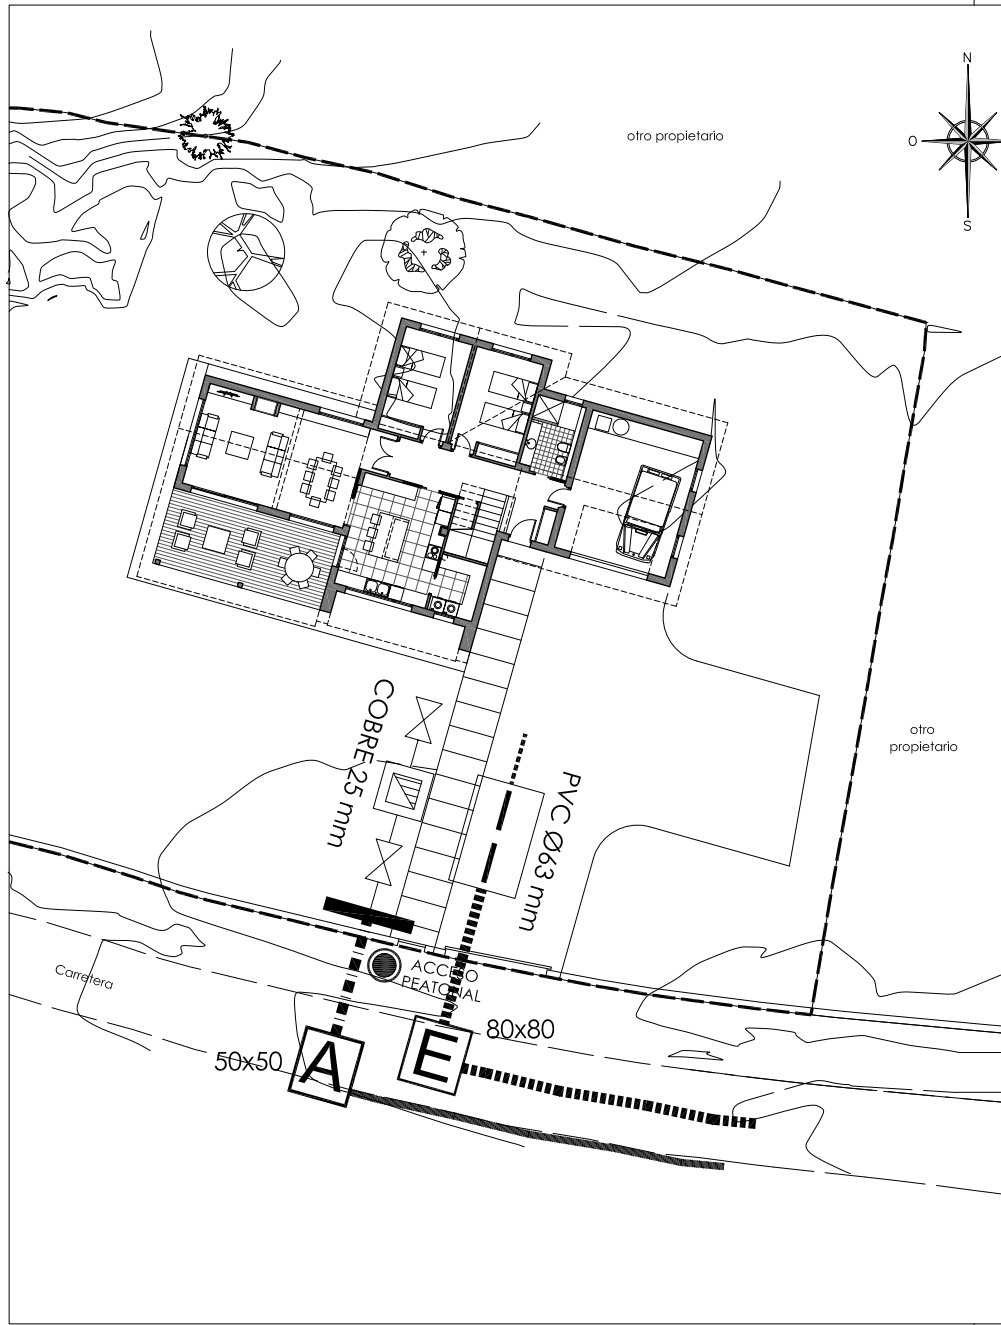 N
otro propietario
O
S
COBRE 25 mm
PVC Ø63 mm
otro
propietario
Carretera
ACCESO
PEATONAL
80x80
50x50
A
E